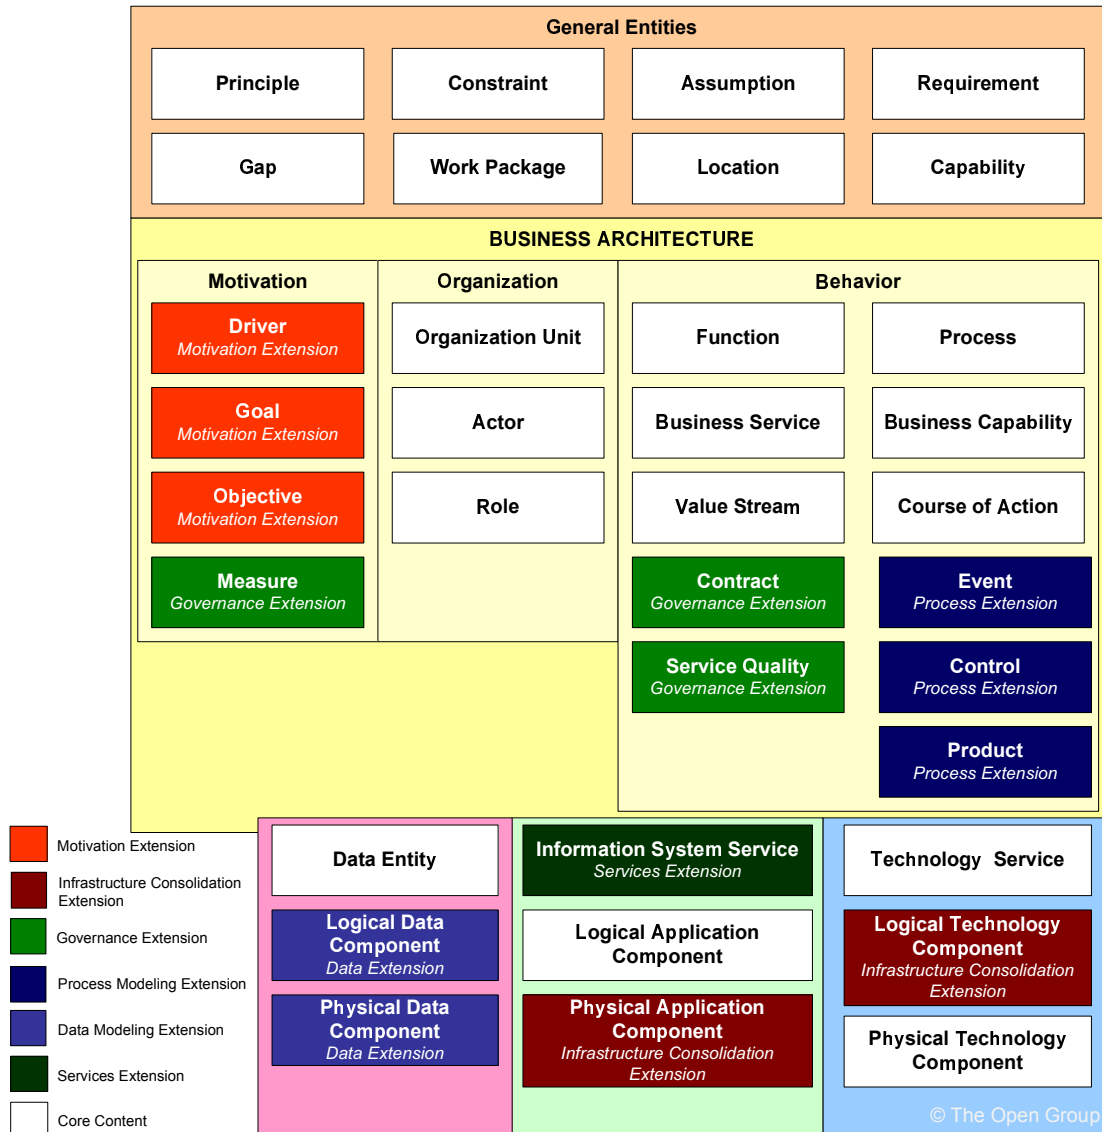 General Entities
Principle
Constraint
Assumption
Requirement
Gap
Work Package
Location
Capability
BUSINESS ARCHITECTURE
Motivation
Organization
Behavior
Driver
Motivation Extension
Organization Unit
Function
Process
Goal
Motivation Extension
Actor
Business Service
Business Capability
Objective
Motivation Extension
Role
Value Stream
Course of Action
Measure
Governance Extension
Contract
Governance Extension
Event
Process Extension
Service Quality
Governance Extension
Control
Process Extension
Product
Process Extension
Data Entity
Logical Data
Component
Data Extension
Physical Data
Component
Data Extension
Information System Service
Services Extension
Logical Application
Component
Physical Application
Component
Infrastructure Consolidation
Extension
Technology Service
Logical Technology
Component
Infrastructure Consolidation
Extension
Physical Technology
Component
Motivation Extension
Infrastructure Consolidation
Extension
Governance Extension
Process Modeling Extension
Data Modeling Extension
Services Extension
Core Content
© The Open Group